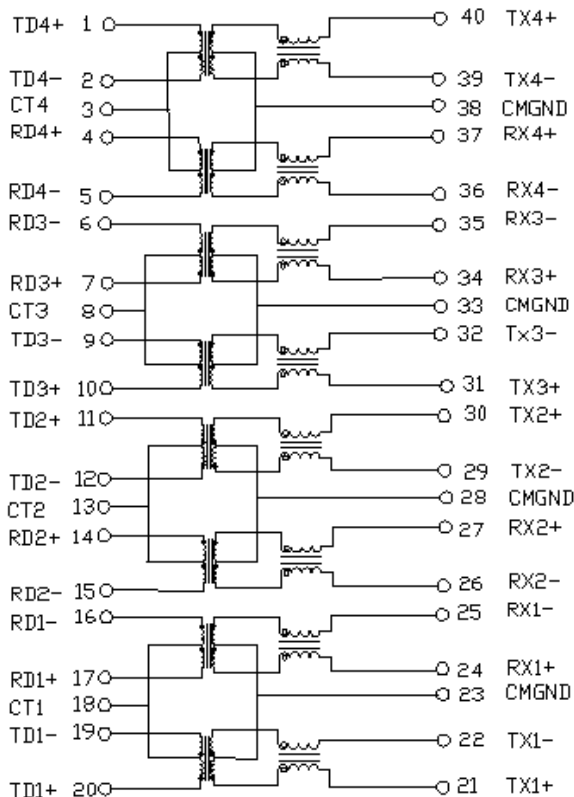 TD4+ 1 40 TX4+
TD4- 2 39 TX4-
CT4 3 38 CMGND
RD4+ 4 37 RX4+
RD4- 5 36 RX4-
RD3- 6 35 RX3-
RD3+ 7 34 RX3+
CT3 8 33 CMGND
TD3- 9 32 Tx3-
TD3+ 10 31 TX3+
TD2+ 11 30 TX2+
TD2- 12 29 TX2-
CT2 13 28 CMGND
RD2+ 14 27 RX2+
RD2- 15 26 RX2-
RD1- 16 25 RX1-
RD1+ 17 24 RX1+
CT1 18 23 CMGND
TD1- 19 22 TX1-
TD1+ 20 21 TX1+